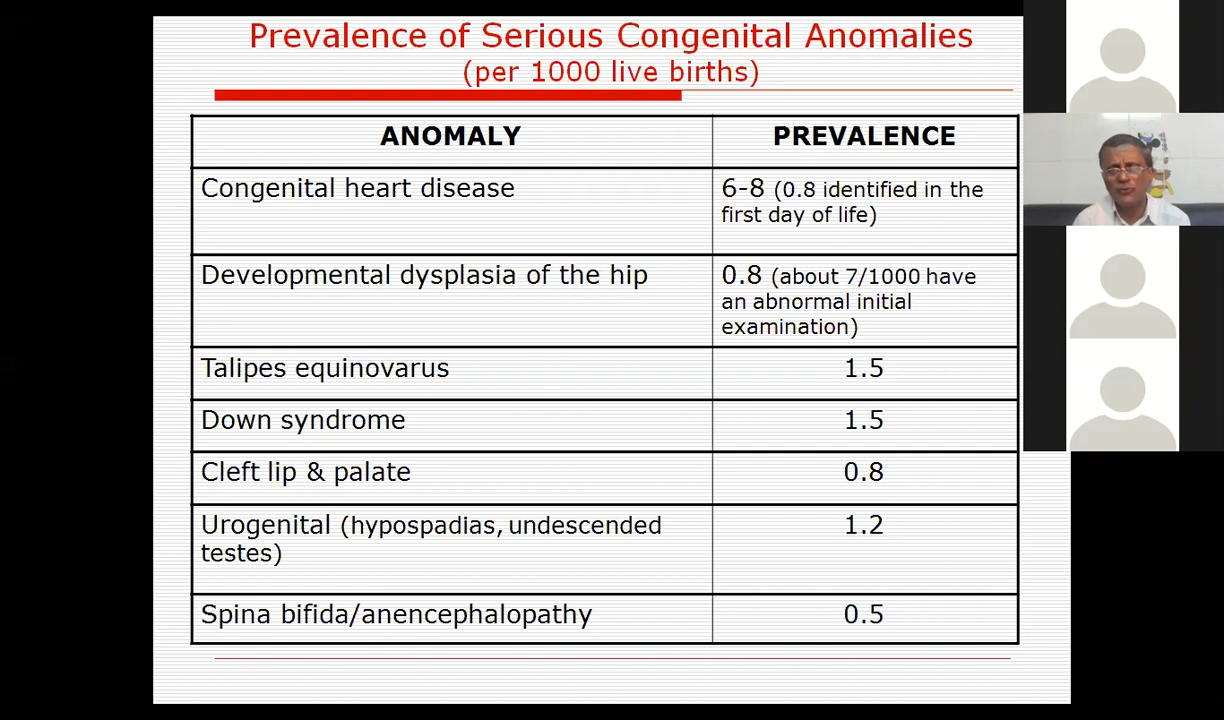 Prevalence of Serious Congenital Anomalies
(per 1000 live births)
ANOMALY PREVALENCE
Congenital heart disease 6-8 (0.8 identified in the
first day of life)
Developmental dysplasia of the hip 0.8 (about 7/1000 have
an abnormal initial
examination)
Talipes equinovarus 1.5
Down syndrome 1.5
Cleft lip & palate 0.8
Urogenital (hypospadias, undescended 1.2
testes)
Spina bifida/anencephalopathy 0.5